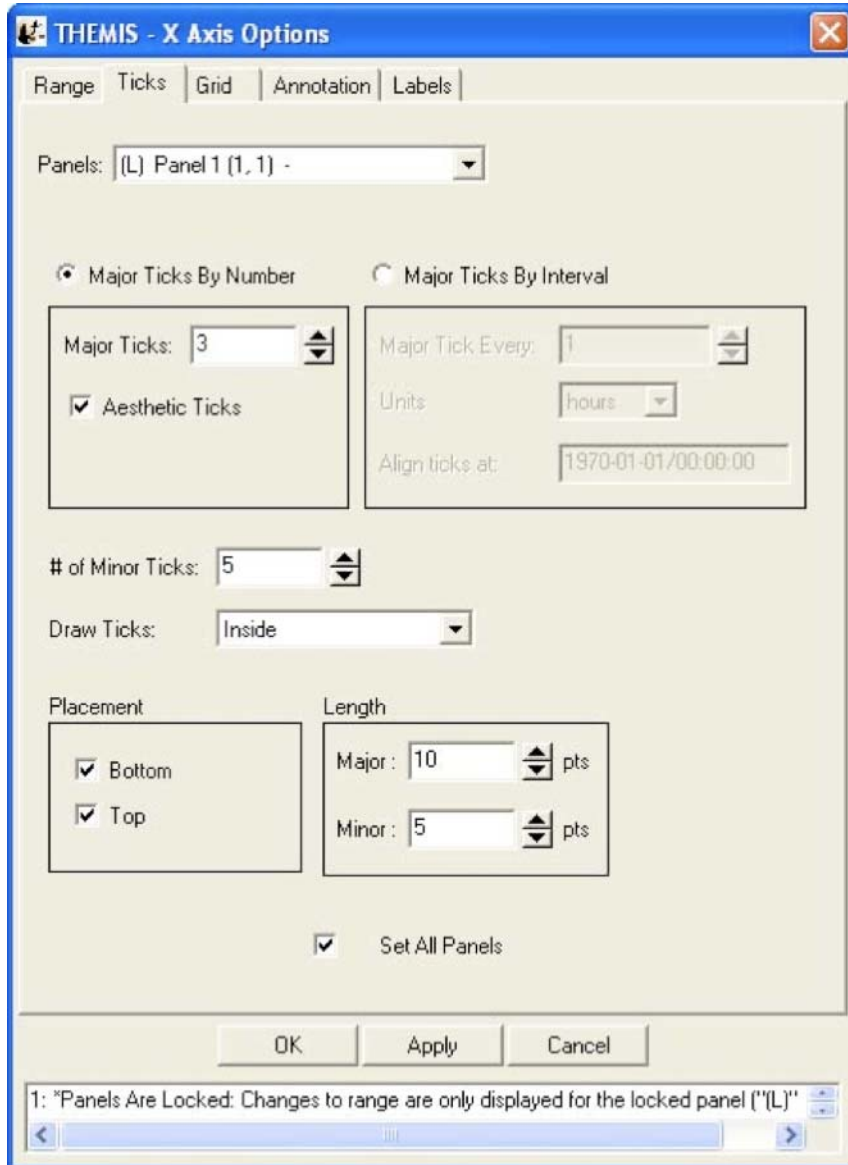 THEMIS - X Axis Options
Range Ticks Grid Annotation Labels
Panels: (L) Panel 1 (1, 1) -
Major Ticks By Number Major Ticks By Interval
Major Ticks: 3 Major Tick Every: 1
Aesthetic Ticks Units hours
Align ticks at: 1970-01-01/00:00:00
# of Minor Ticks: 5
Draw Ticks: Inside
Placement Length
Bottom Major : 10 pts
Top Minor : 5 pts
Set All Panels
OK Apply Cancel
1: *Panels Are Locked: Changes to range are only displayed for the locked panel ("(L)"